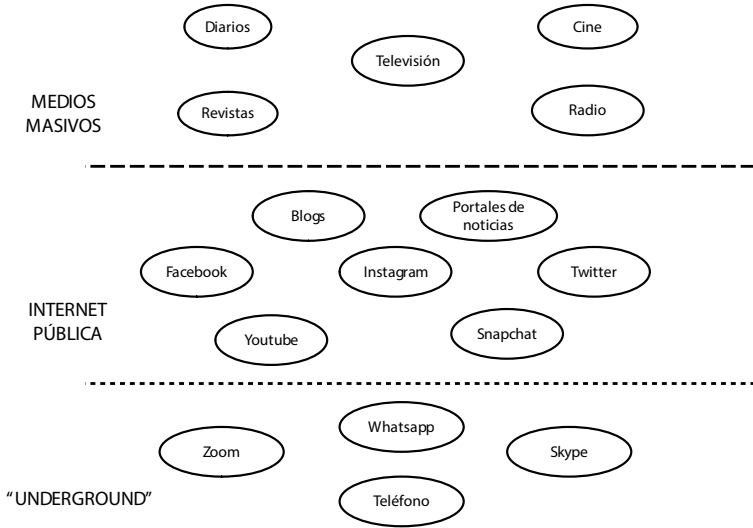 Diarios
Cine
Televisión
MEDIOS
MASIVOS
Revistas
Radio
Blogs
Portales de
noticias
Facebook
Instagram
Twitter
INTERNET
PÚBLICA
Youtube
Snapchat
Whatsapp
Zoom
Skype
“UNDERGROUND”
Teléfono